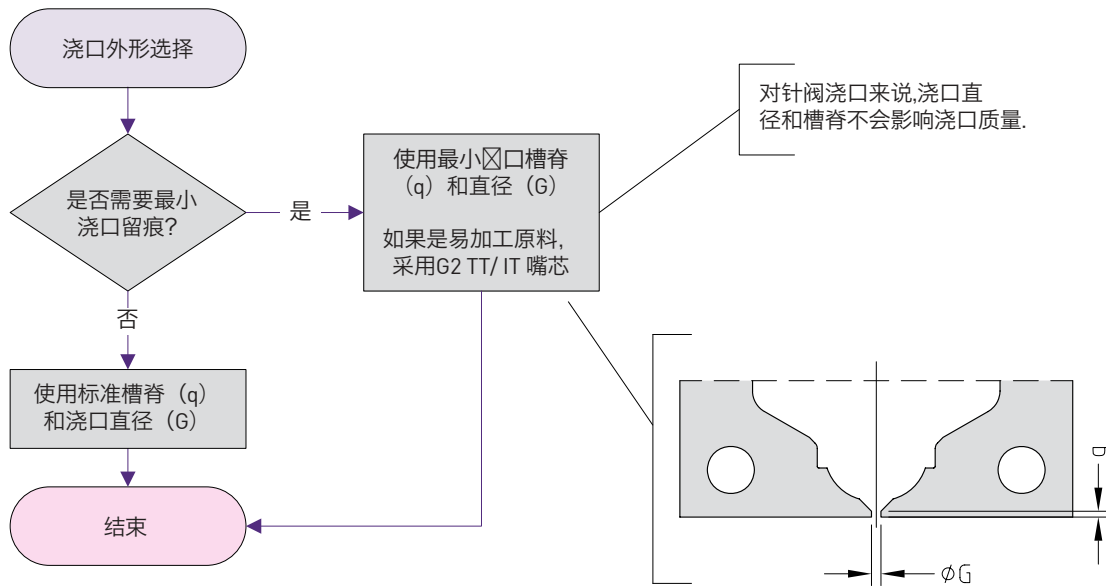 浇口外形选择
是否需要最小
浇口留痕？
是
否
使用最小口槽脊
（q）和直径（G）
如果是易加工原料，
采用G2 TT/ IT 嘴芯
对针阀浇口来说,浇口直
径和槽脊不会影响浇口质量.
使用标准槽脊（q）
和浇口直径（G）
结束
q
ØG